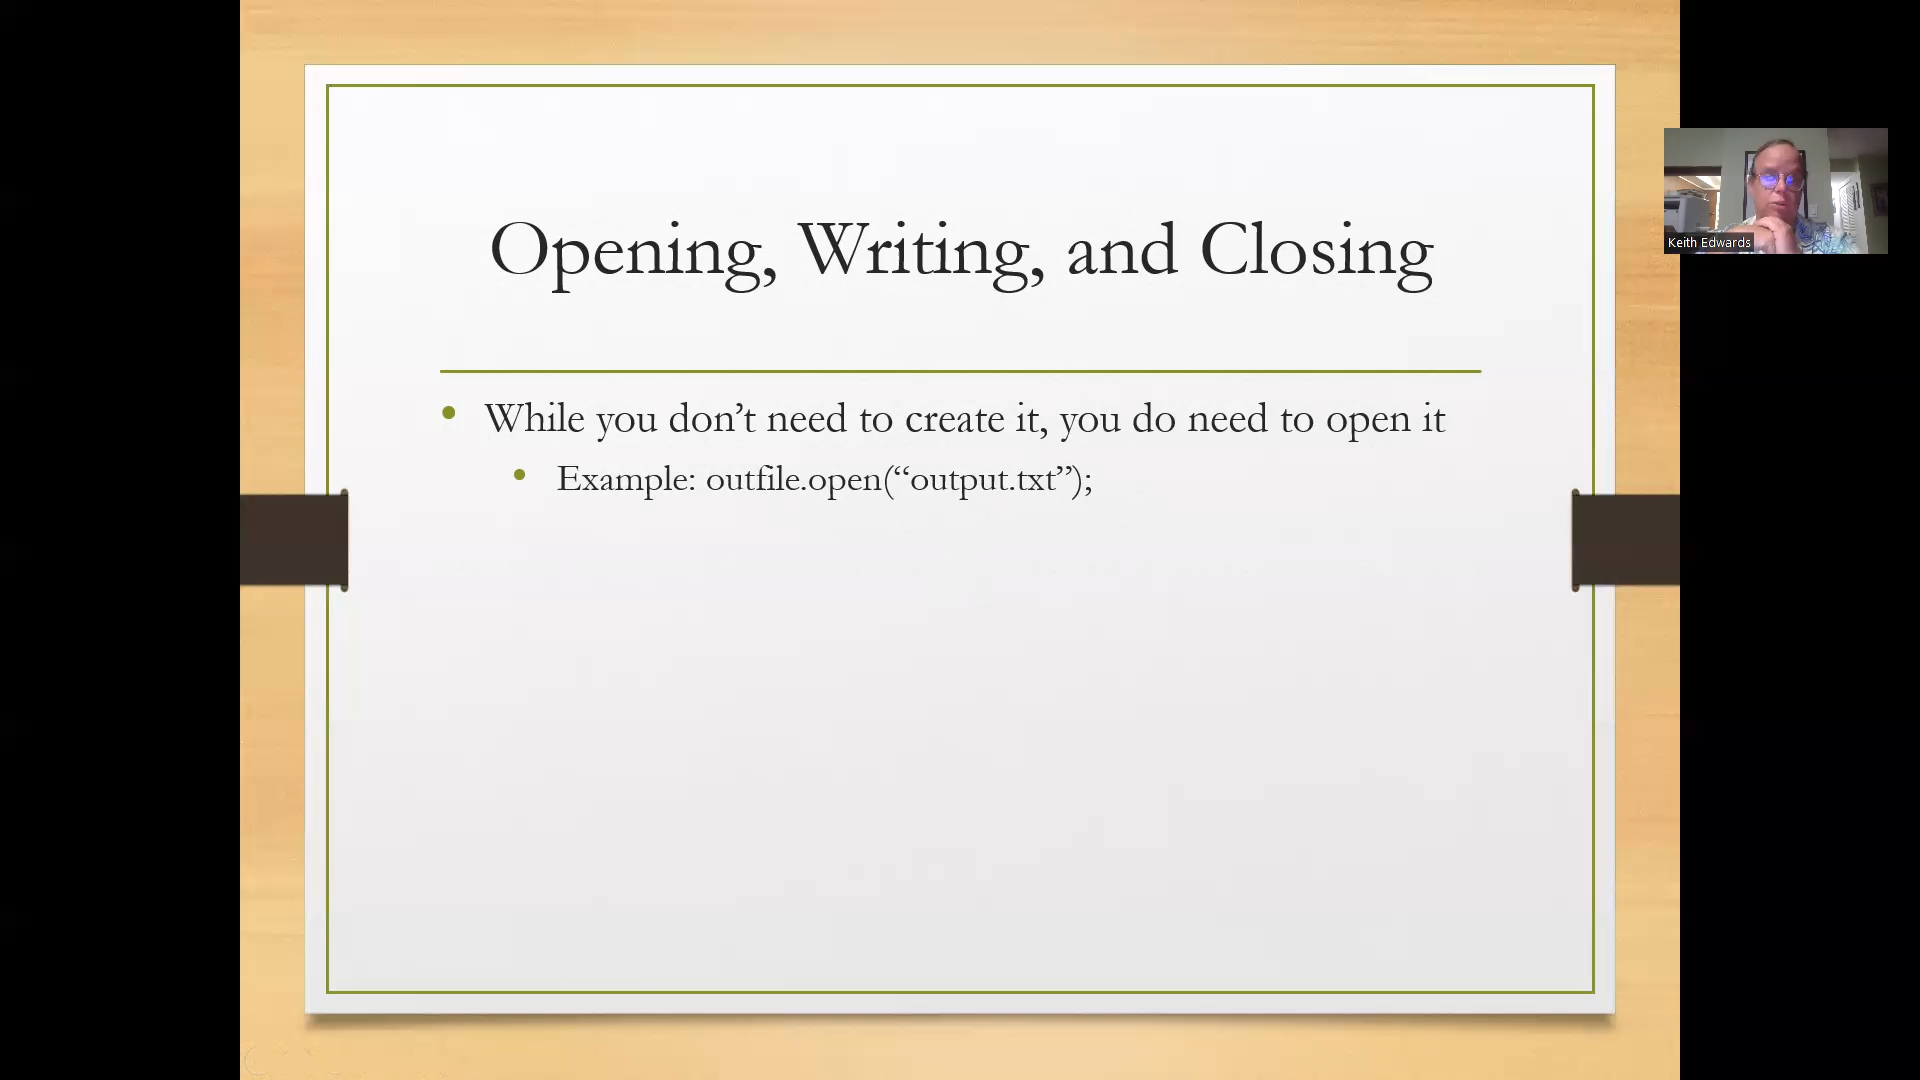 Opening, Writing, and Closing
While you don’t need to create it, you do need to open it
Example: outfile.open(“output.txt”);
Keith Edwards